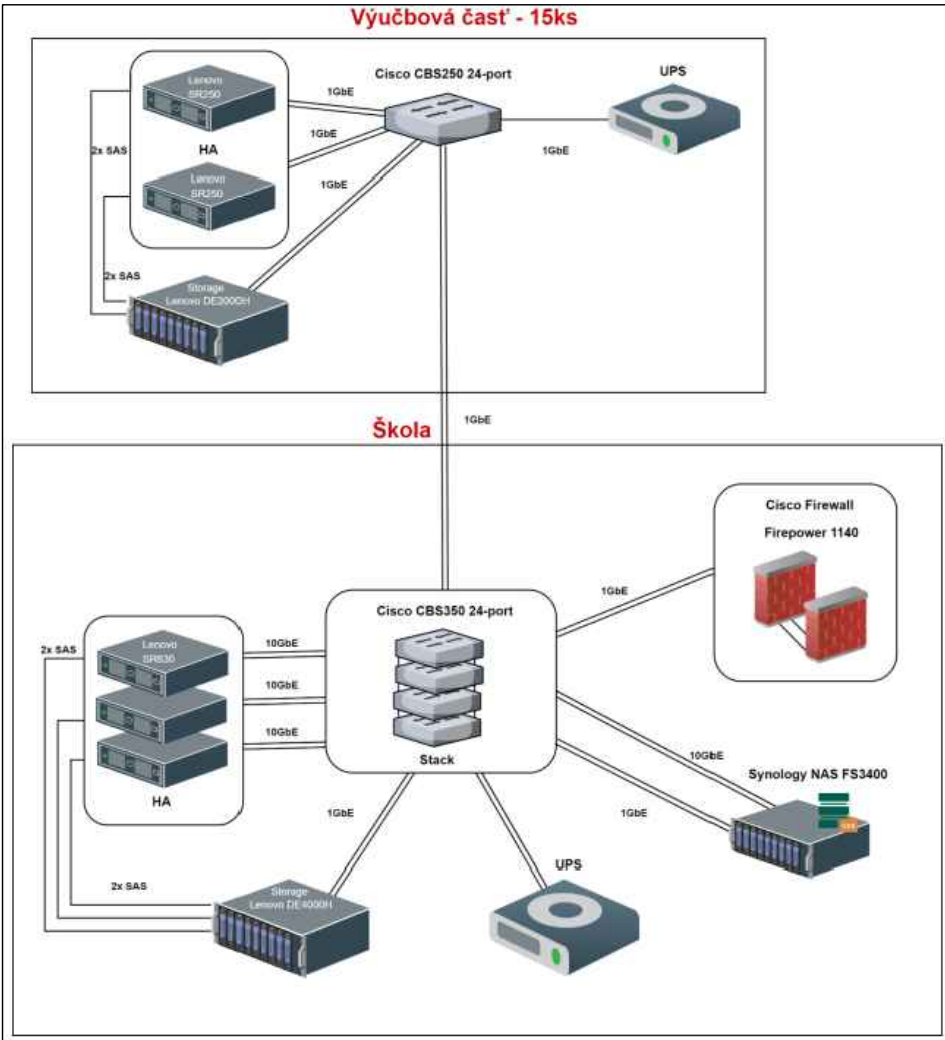 Výučbová časť - 15ks
Lenovo
SR250
HA
Lenovo
SR250
2x SAS
2x SAS
Storage
Lenovo DE2000H
1GbE
1GbE
1GbE
Cisco CBS250 24-port
1GbE
UPS
1GbE
Škola
Cisco Firewall
Firepower 1140
1GbE
Cisco CBS350 24-port
Stack
Lenovo
SR630
HA
2x SAS
10GbE
10GbE
10GbE
2x SAS
Storage
Lenovo DE4000H
1GbE
UPS
10GbE
1GbE
Synology NAS FS3400